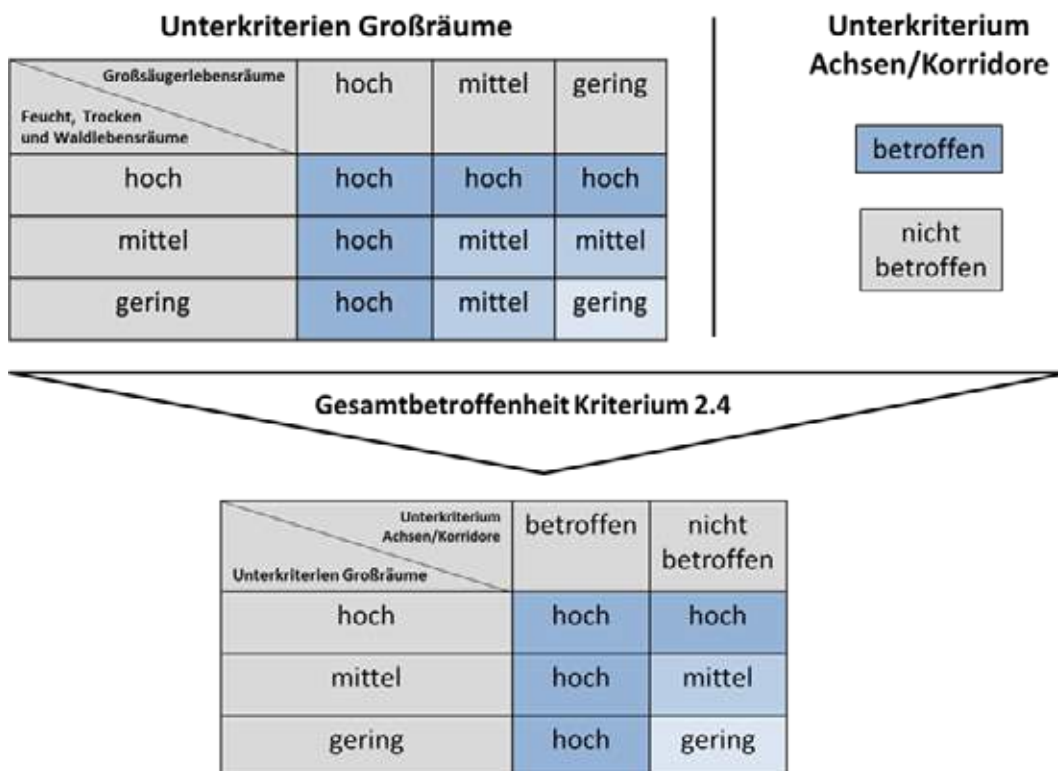 Unterkriterien Großräume
Großsäugerlebensräume
Feucht, Trocken
und Waldlebensräume
hoch mittel gering
hoch hoch hoch hoch
mittel hoch mittel mittel
gering hoch mittel gering
Unterkriterium
Achsen/Korridore
betroffen
nicht
betroffen
Gesamtbetroffenheit Kriterium 2.4
Unterkriterium
Achsen/Korridore
Unterkriterien Großräume
betroffen
nicht
betroffen
hoch hoch hoch
mittel hoch mittel
gering hoch gering